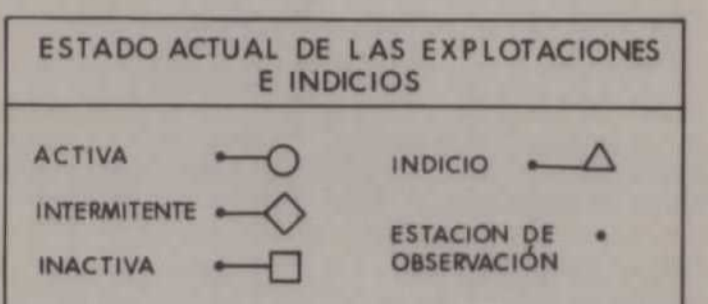 ESTADO ACTUAL DE LAS EXPLOTACIONES
E INDICIOS
ACTIVA
INTERMITENTE
INACTIVA
INDICIO
ESTACION DE
OBSERVACIÓN